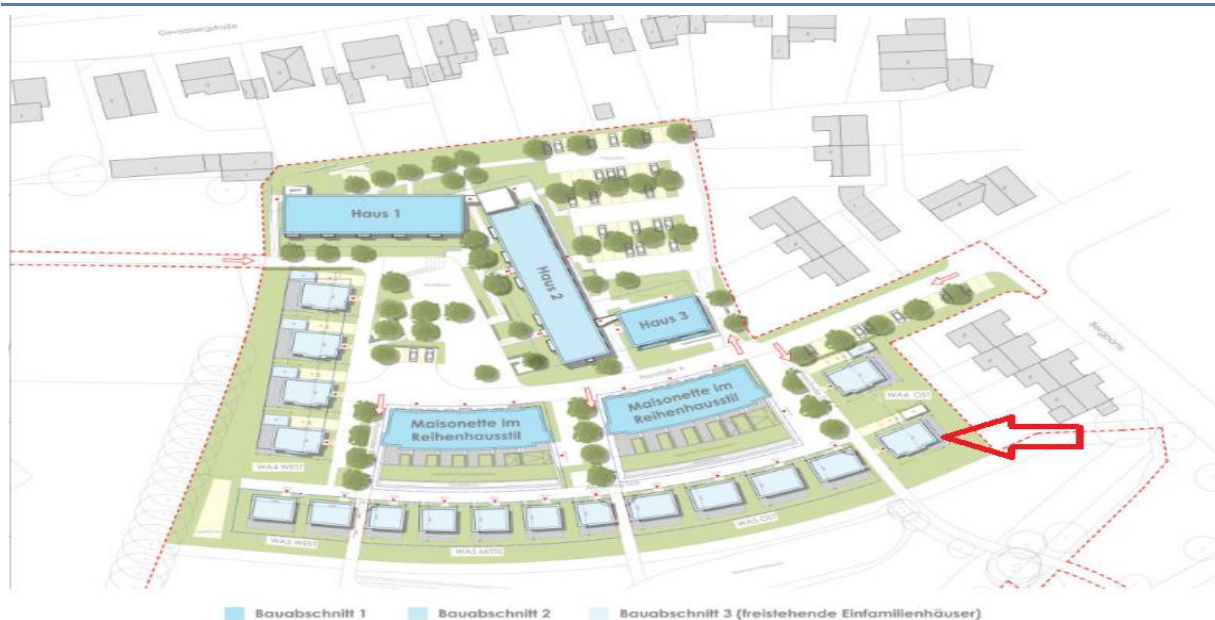 Haus 1
Haus 2
Haus 3
Maisonette im
Reihenhausstil
Maisonette im
Reihenhausstil
WA4 OST
WA4 WEST
WA5 WEST
WA5 MITTE
WA5 OST
Bauabschnitt 1
Bauabschnitt 2
Bauabschnitt 3 (freistehende Einfamilienhäuser)